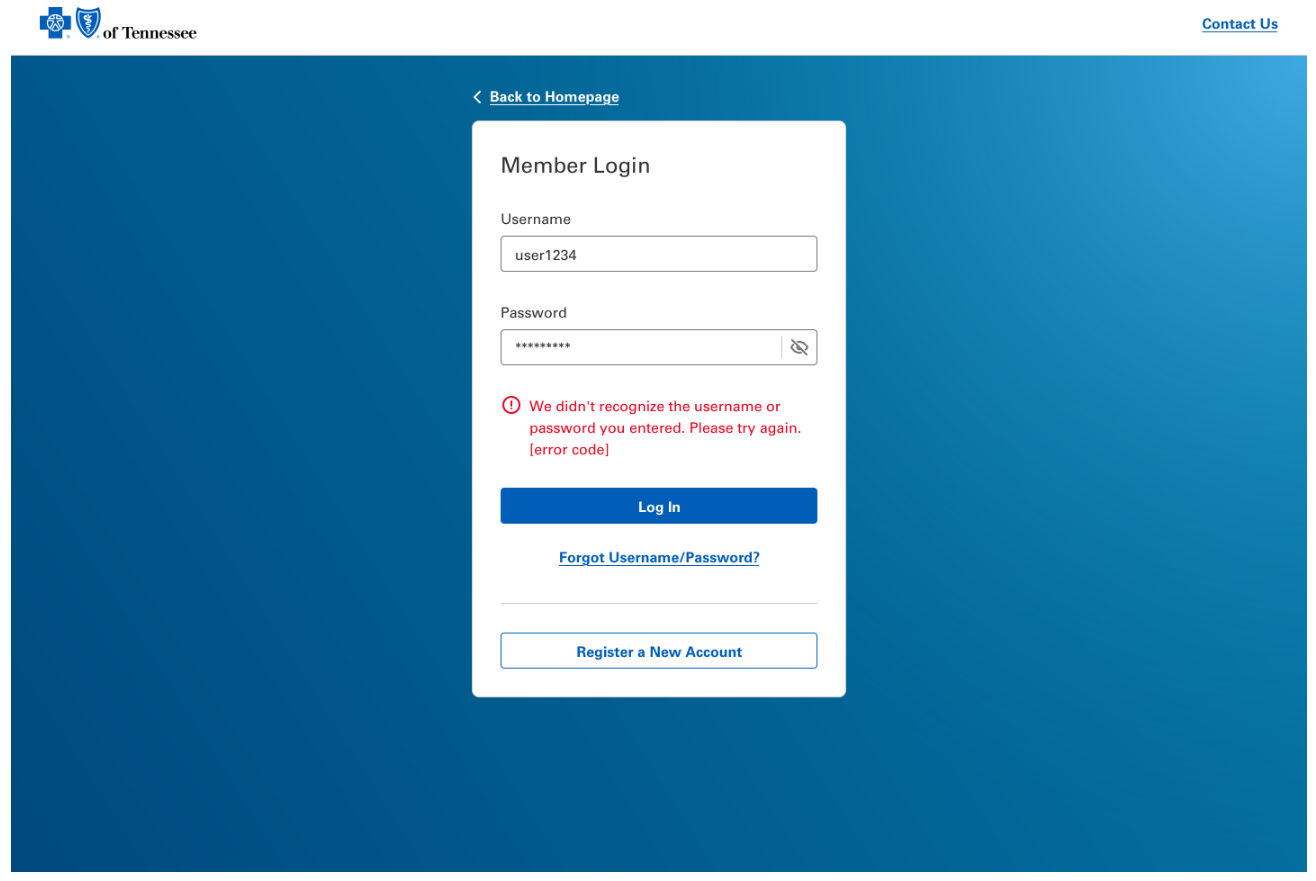 of Tennessee
Contact Us
Back to Homepage
Member Login
Username
user1234
Password
*********
We didn't recognize the username or
password you entered. Please try again.
[error code]
Log In
Forgot Username/Password?
Register a New Account